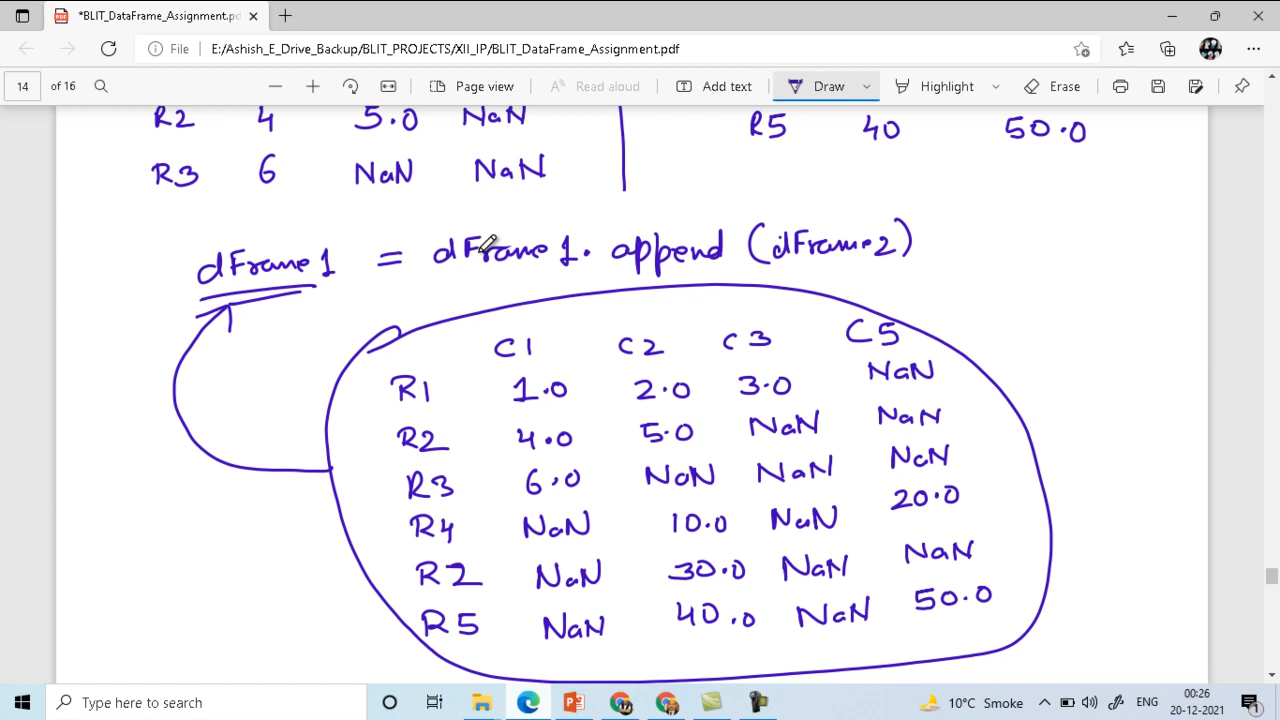 *BLIT_DataFrame_Assignment.pd
File E:/Ashish_E_Drive_Backup/BLIT_PROJECTS/XII_IP/BLIT_DataFrame_Assignment.pdf
14 of 16 Page view Read aloud Add text Draw Highlight Erase
R2 4 5.0 NaN R5 40 50.0
R3 6 NaN NaN
dFrame1 = dFrame1. append (dFrame2)
C1 C2 C3 C5
R1 1.0 2.0 3.0 NaN
R2 4.0 5.0 NaN NaN
R3 6.0 NaN NaN NaN
R4 NaN 10.0 NaN 20.0
R2 NaN 30.0 NaN NaN
R5 NaN 40.0 NaN 50.0
Type here to search 10°C Smoke ENG 00:26
20-12-2021